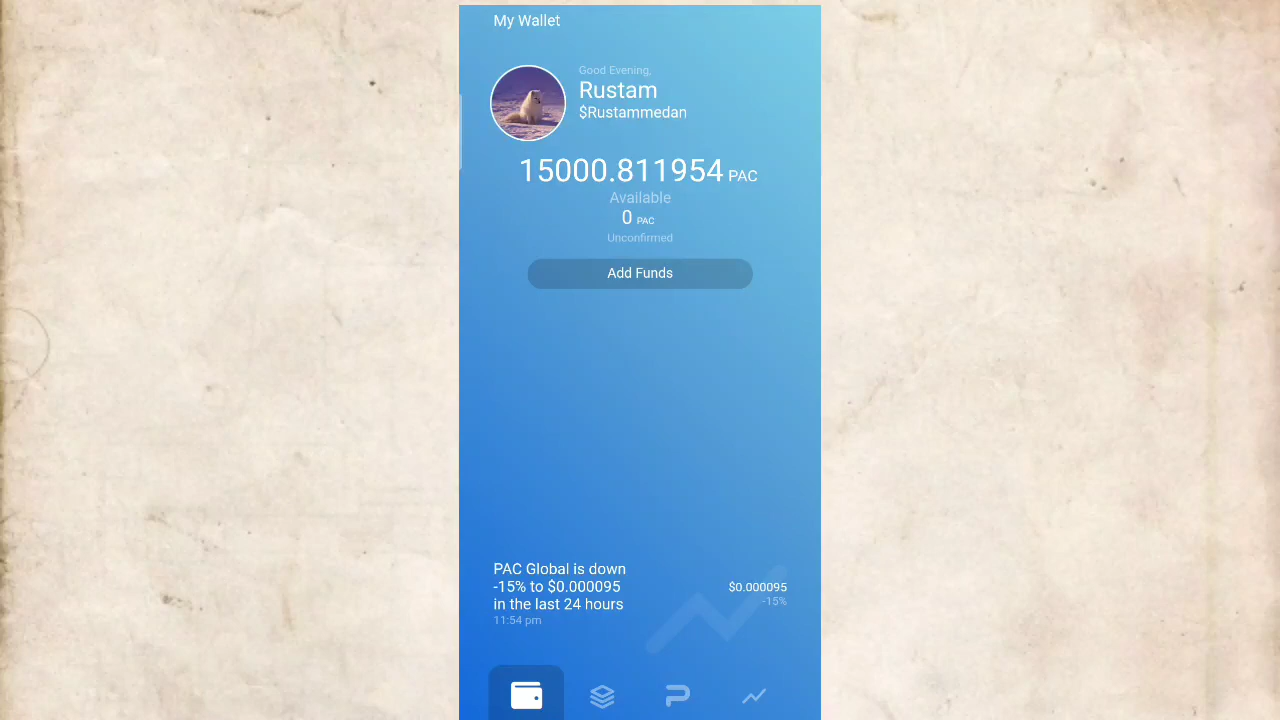 My Wallet
Good Evening,
Rustam
$Rustammedan
15000.811954 PAC
Available
0 PAC
Unconfirmed
Add Funds
PAC Global is down
-15% to $0.000095
in the last 24 hours
11:54 pm
$0.000095
-15%